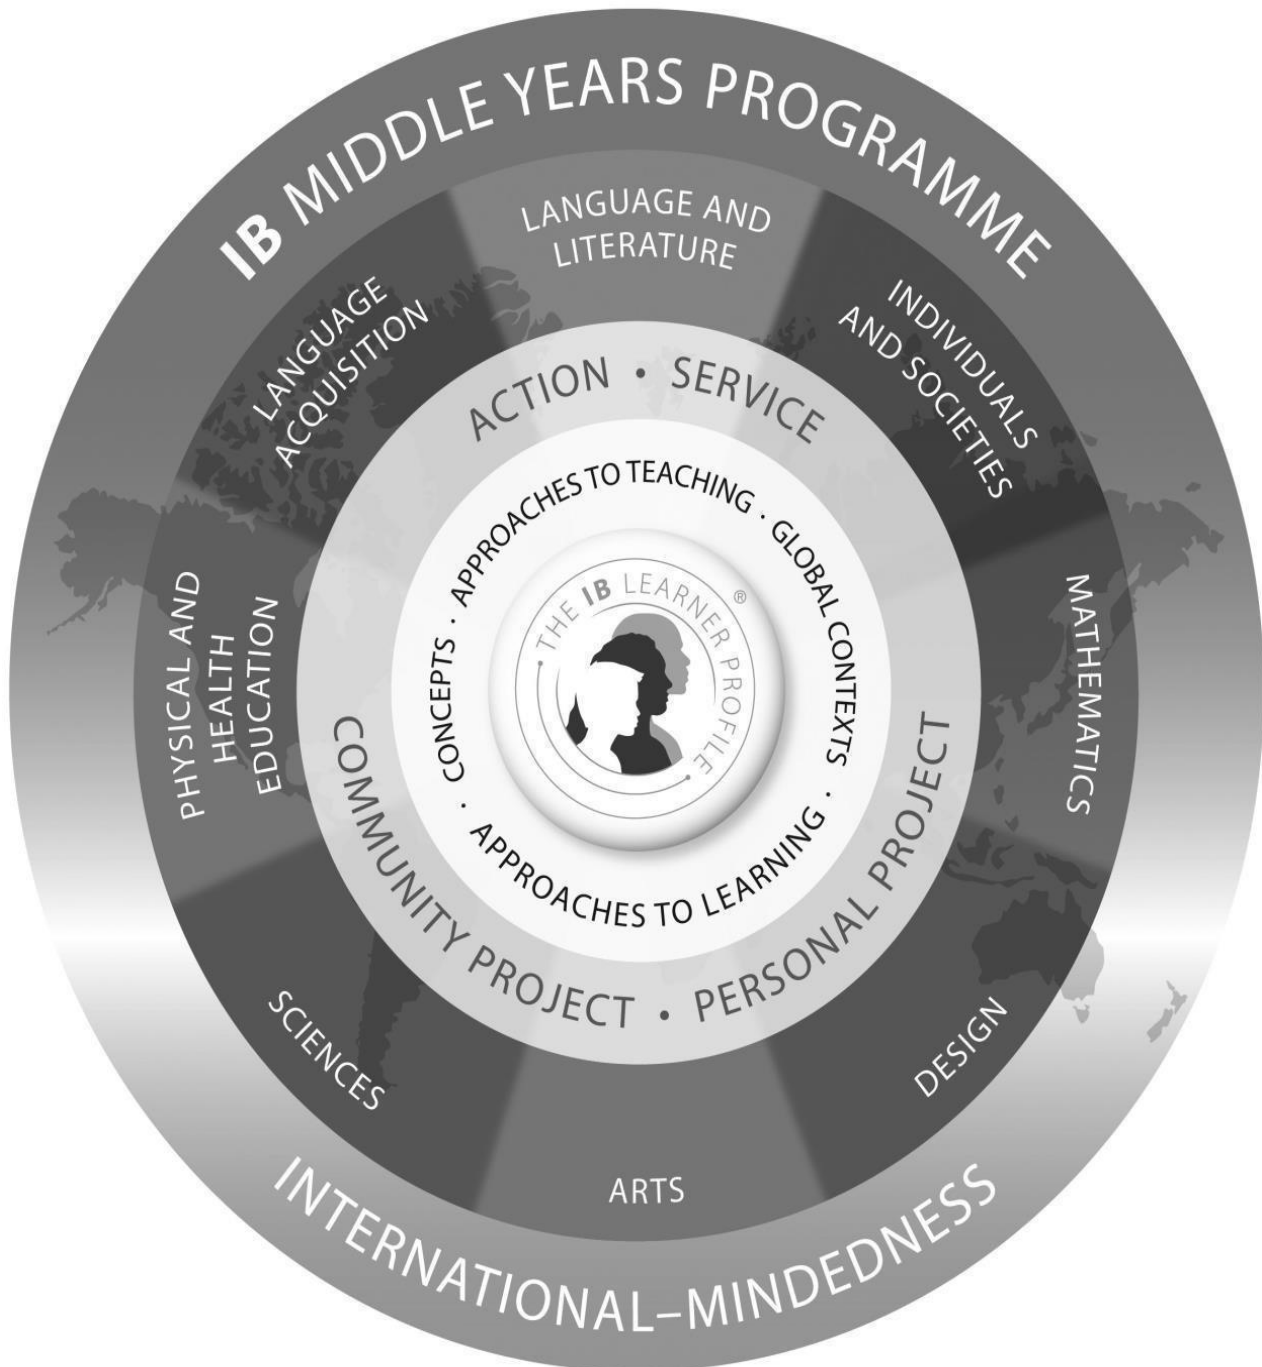 IB MIDDLE YEARS PROGRAMME
LANGUAGE AND
LITERATURE
INDIVIDUALS
AND SOCIETIES
MATHEMATICS
DESIGN
ARTS
SCIENCES
PHYSICAL AND
HEALTH
EDUCATION
LANGUAGE
ACQUISITION
ACTION · SERVICE
PERSONAL PROJECT
COMMUNITY PROJECT ·
APPROACHES TO TEACHING ·
GLOBAL CONTEXTS ·
APPROACHES TO LEARNING ·
CONCEPTS ·
· THE IB LEARNER PROFILE · ®
INTERNATIONAL–MINDEDNESS